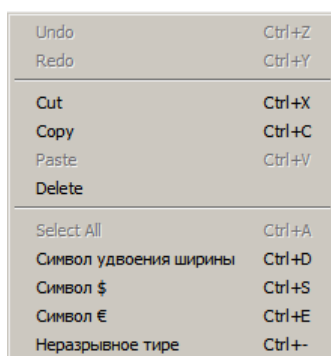 Undo Ctrl+Z
Redo Ctrl+Y
Cut Ctrl+X
Copy Ctrl+C
Paste Ctrl+V
Delete
Select All Ctrl+A
Символ удвоения ширины Ctrl+D
Символ $ Ctrl+S
Символ € Ctrl+E
Неразрывное тире Ctrl+-